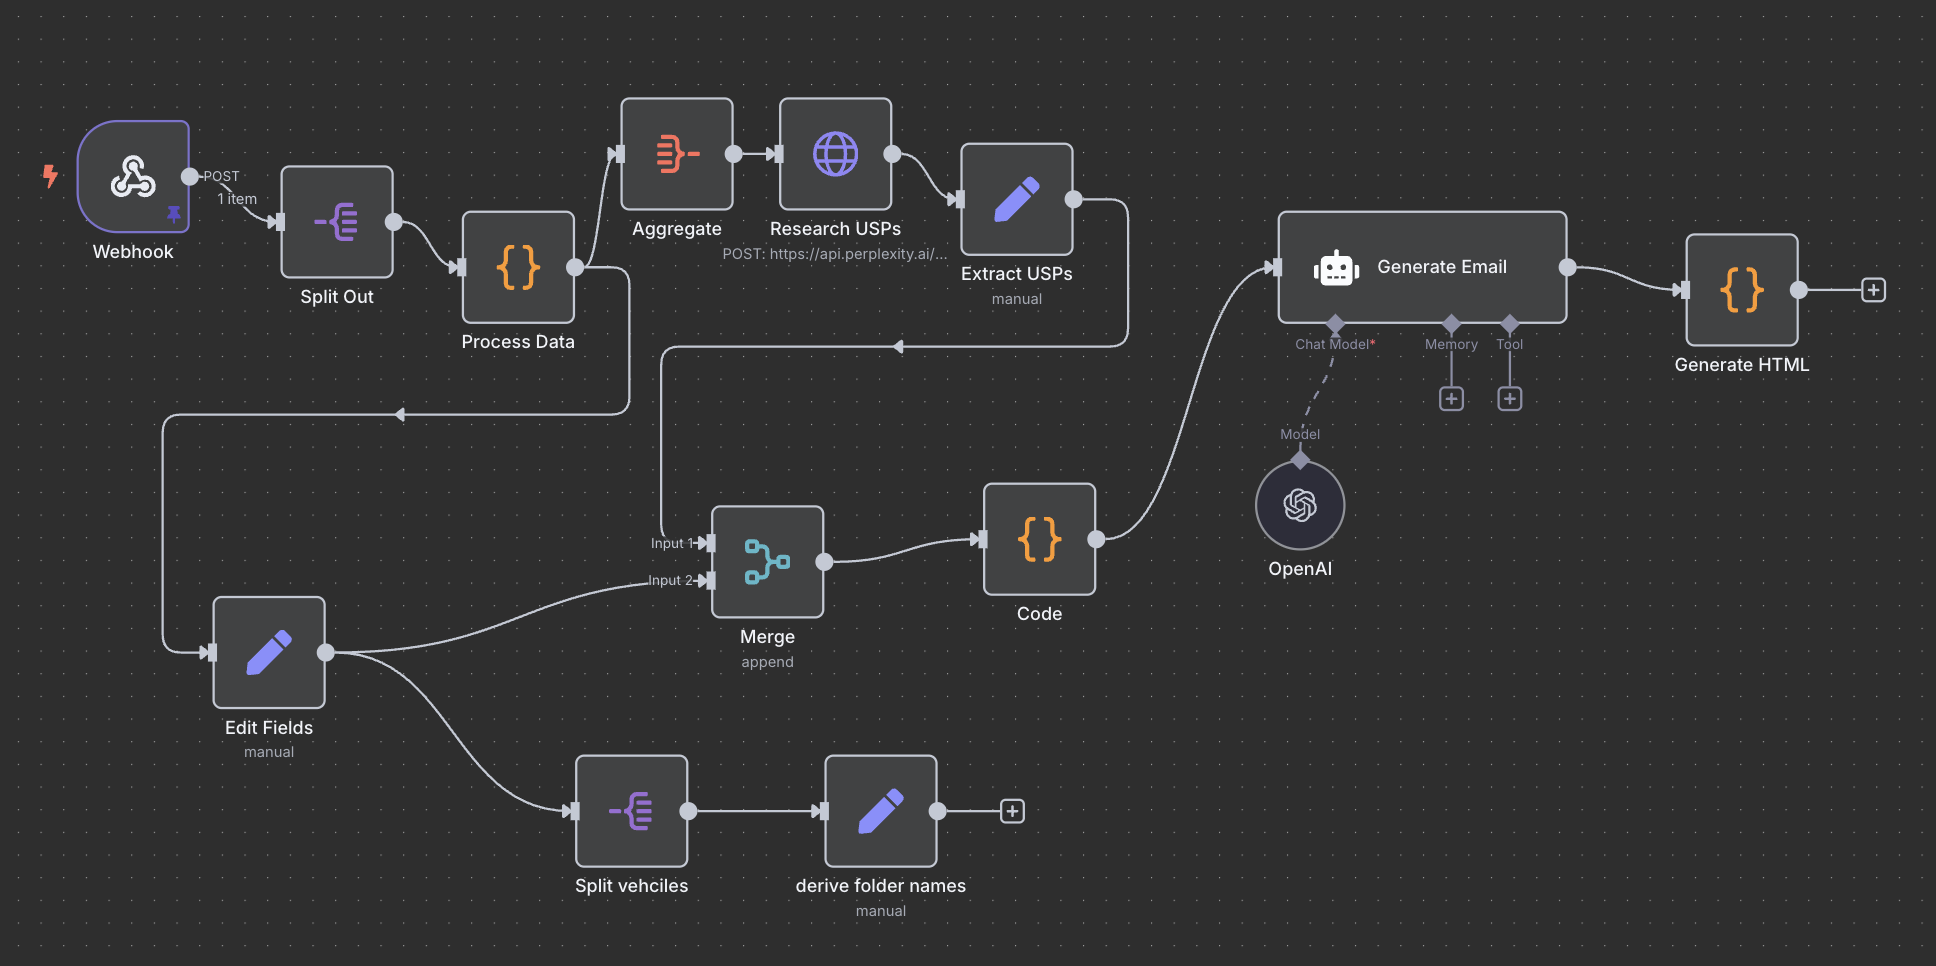 POST
1 item
Webhook
Split Out
Process Data
Aggregate
Research USPs
POST: https://api.perplexity.ai/...
Extract USPs
manual
Generate Email
Chat Model*
Memory
Tool
Model
OpenAI
Generate HTML
Input 1
Input 2
Merge
append
Code
Edit Fields
manual
Split vehciles
derive folder names
manual